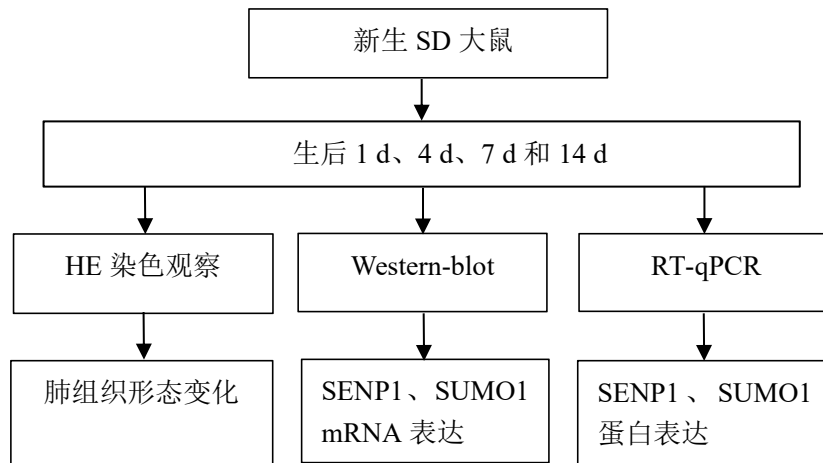 新生 SD 大鼠
生后 1 d、4 d、7 d 和 14 d
HE 染色观察
Western-blot
RT-qPCR
肺组织形态变化
SENP1、SUMO1
mRNA 表达
SENP1 、 SUMO1
蛋白表达